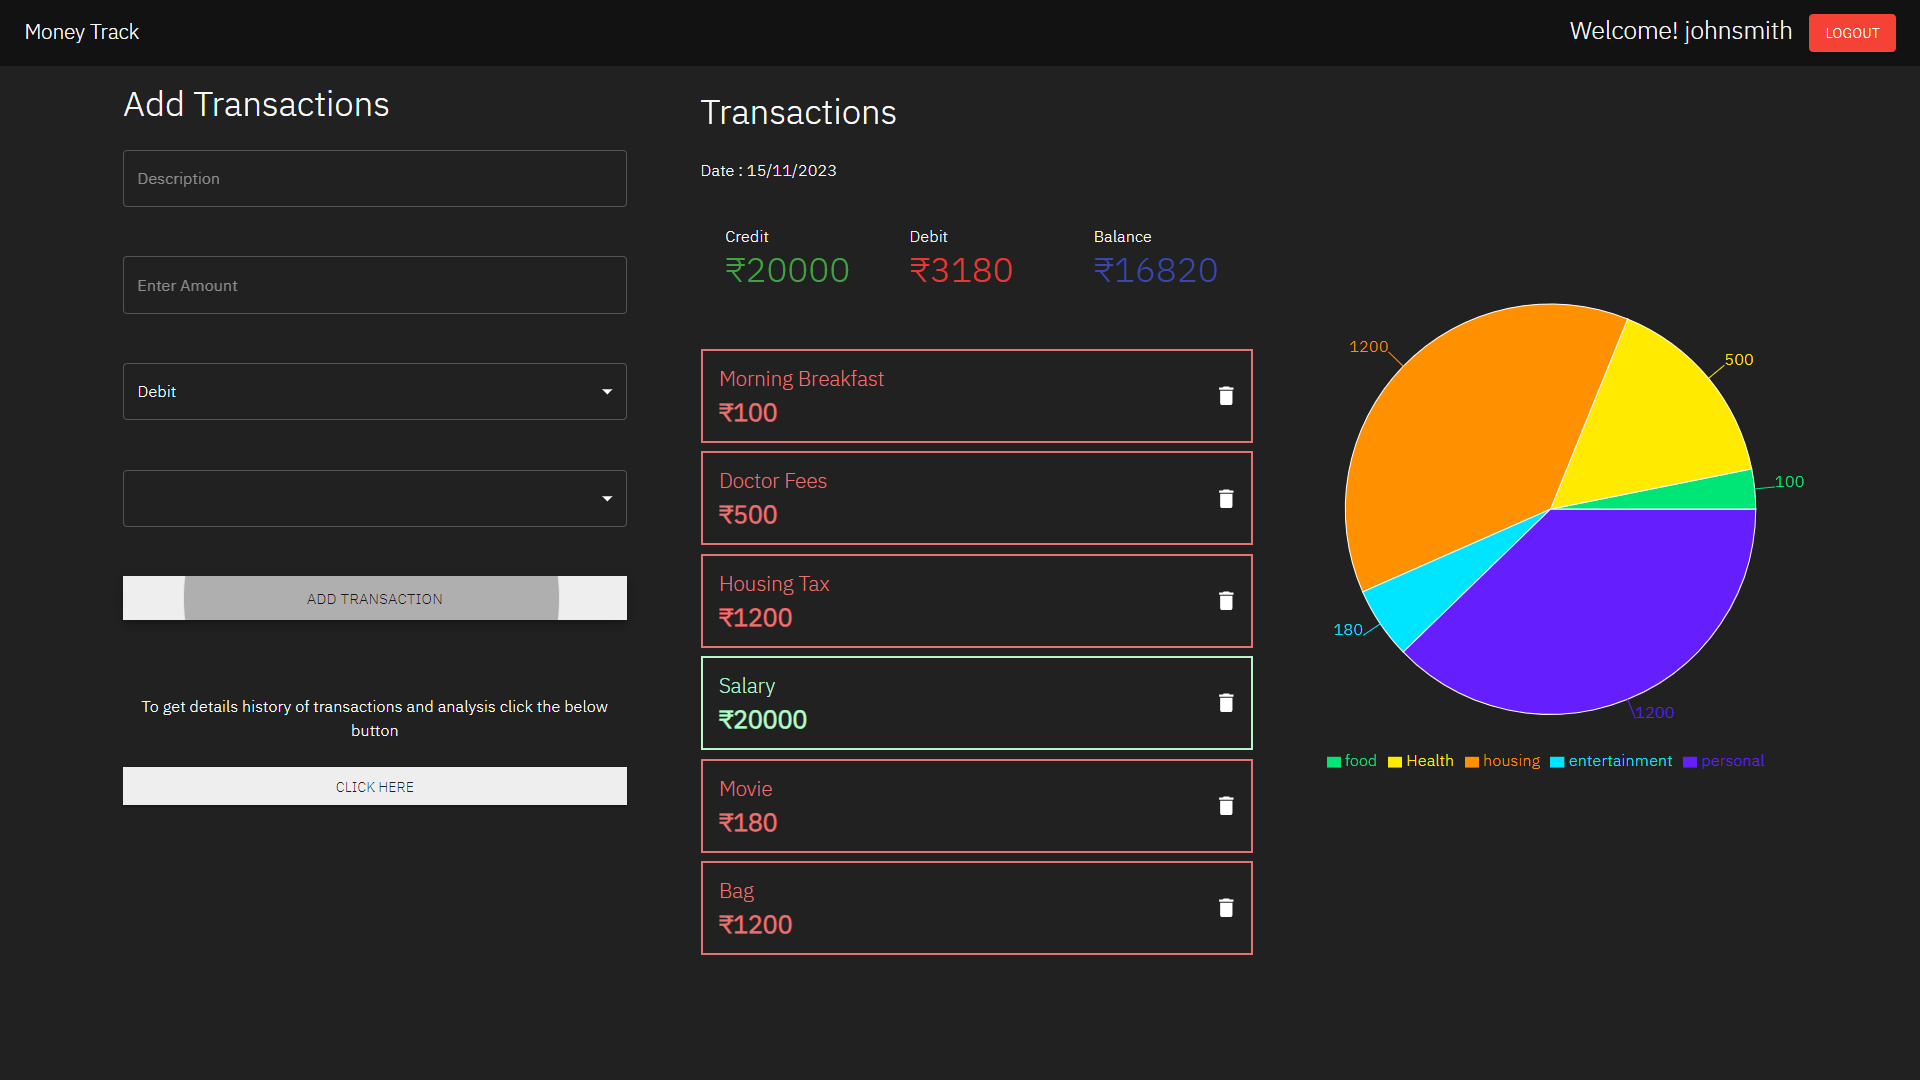 Money Track
Welcome! johnsmith
LOGOUT
Add Transactions
Description
Enter Amount
Debit
ADD TRANSACTION
To get details history of transactions and analysis click the below
button
CLICK HERE
Transactions
Date : 15/11/2023
Credit
₹20000
Debit
₹3180
Balance
₹16820
Morning Breakfast
₹100
Doctor Fees
₹500
Housing Tax
₹1200
Salary
₹20000
Movie
₹180
Bag
₹1200
1200
500
100
180
1200
food Health housing entertainment personal